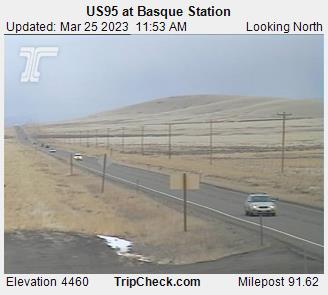 US95 at Basque Station
Updated: Mar 25 2023 11:53 AM Looking North
Elevation 4460 TripCheck.com Milepost 91.62